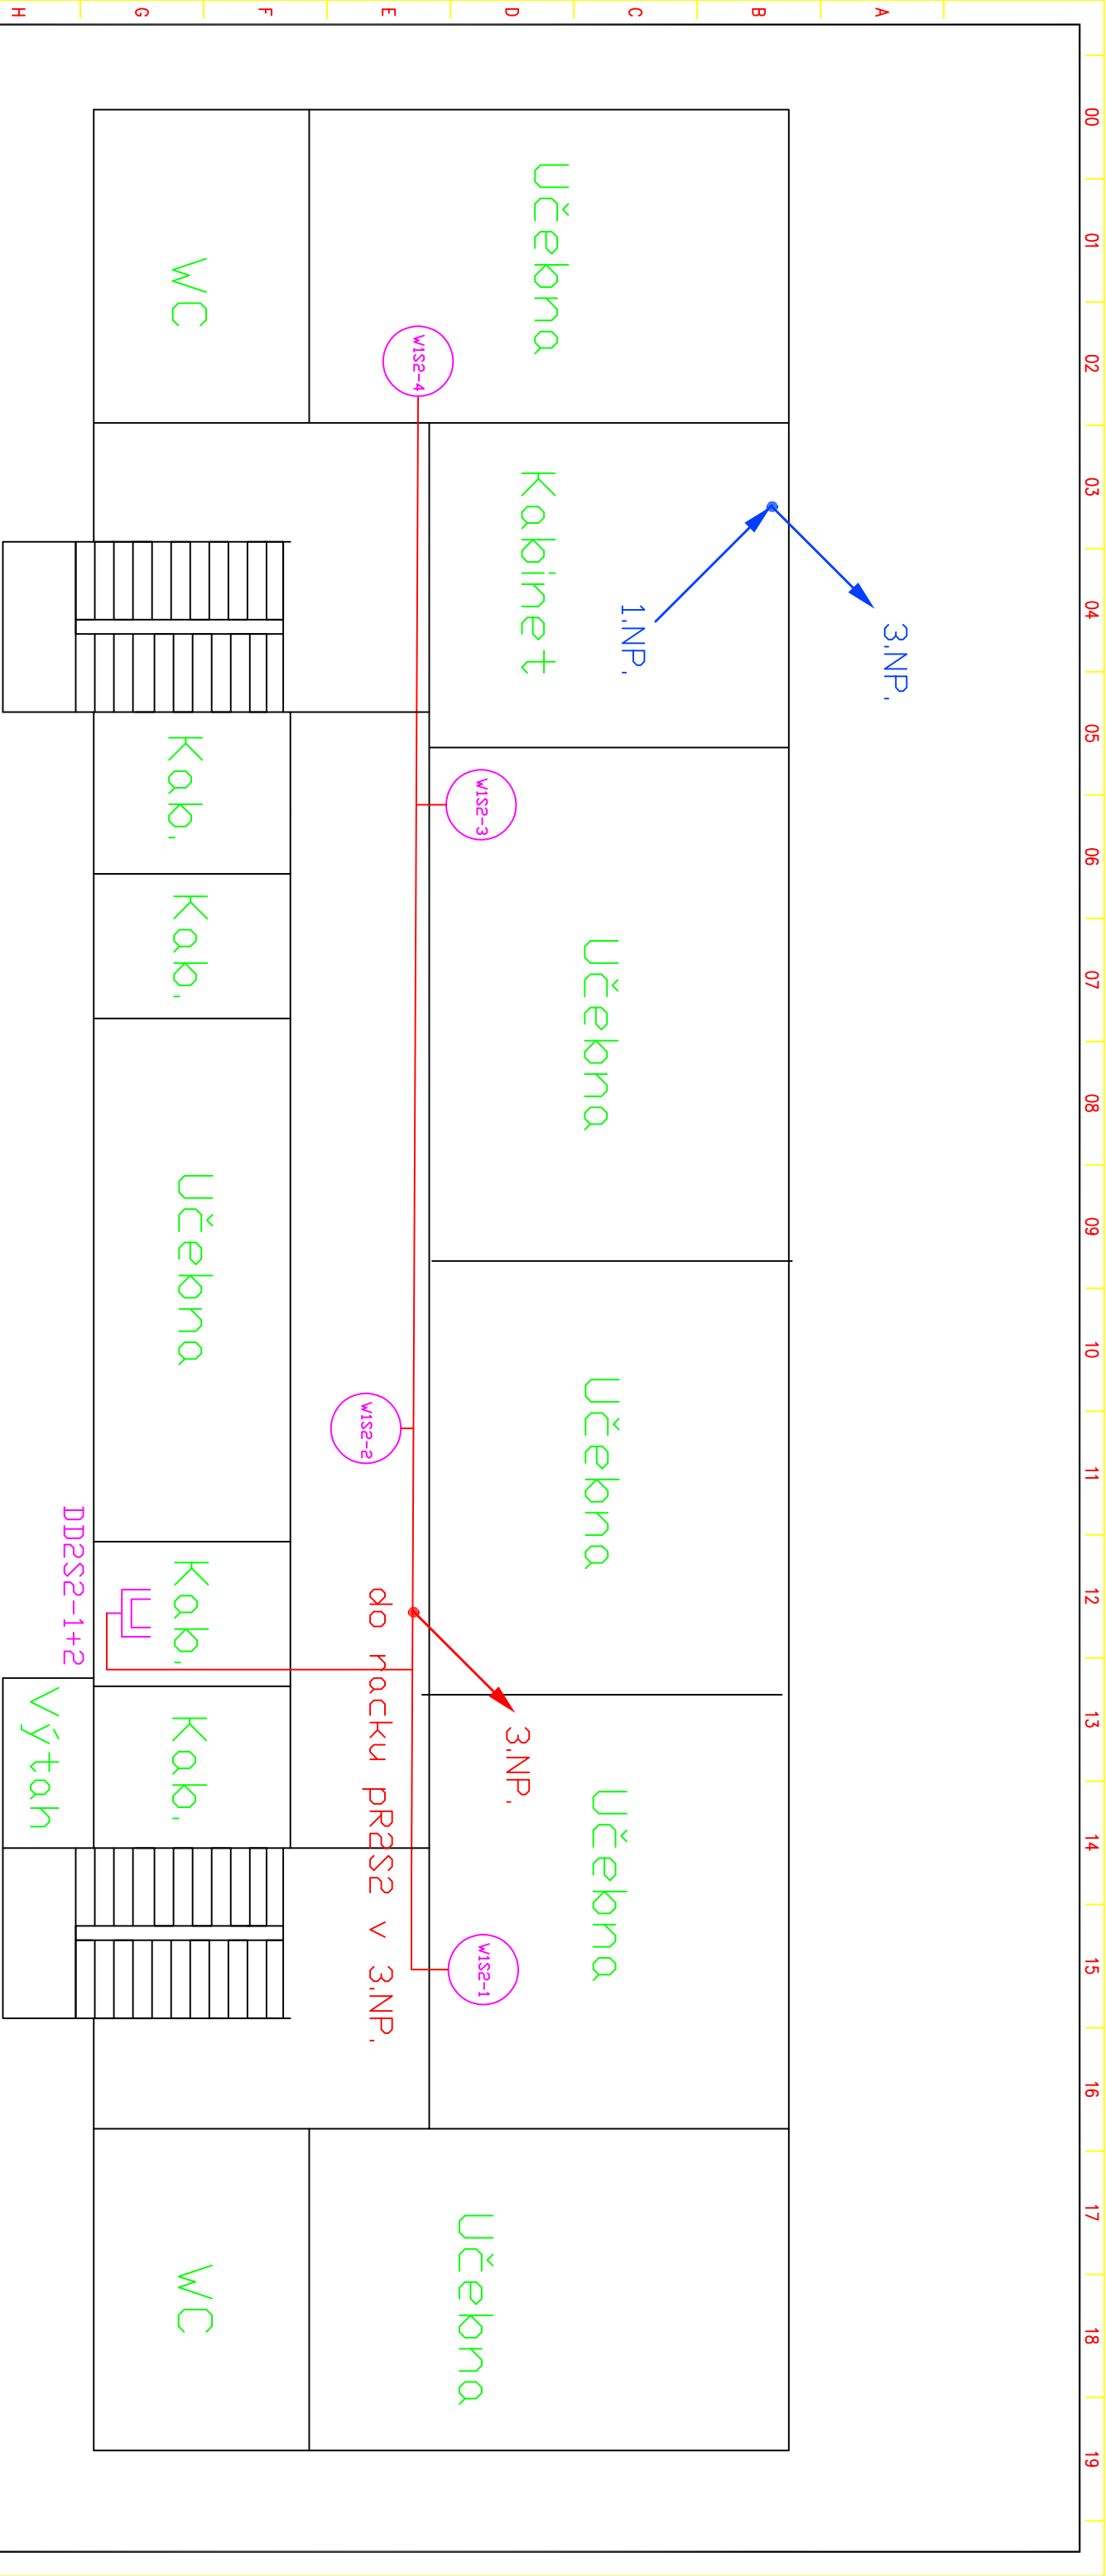 00 01 02 03 04 05 06 07 08 09 10 11 12 13 14 15 16 17 18 19
A
B
C
D
E
F
G
H
3.NP.
1.NP.
Učebna
Kabinet
Učebna
Učebna
Učebna
Učebna
W1S2-4
W1S2-3
W1S2-2
W1S2-1
3.NP.
do racku pR2S2 v 3.NP.
WC
Kab.
Kab.
Učebna
Kab.
Kab.
WC
DD2S2-1+2
Výtah